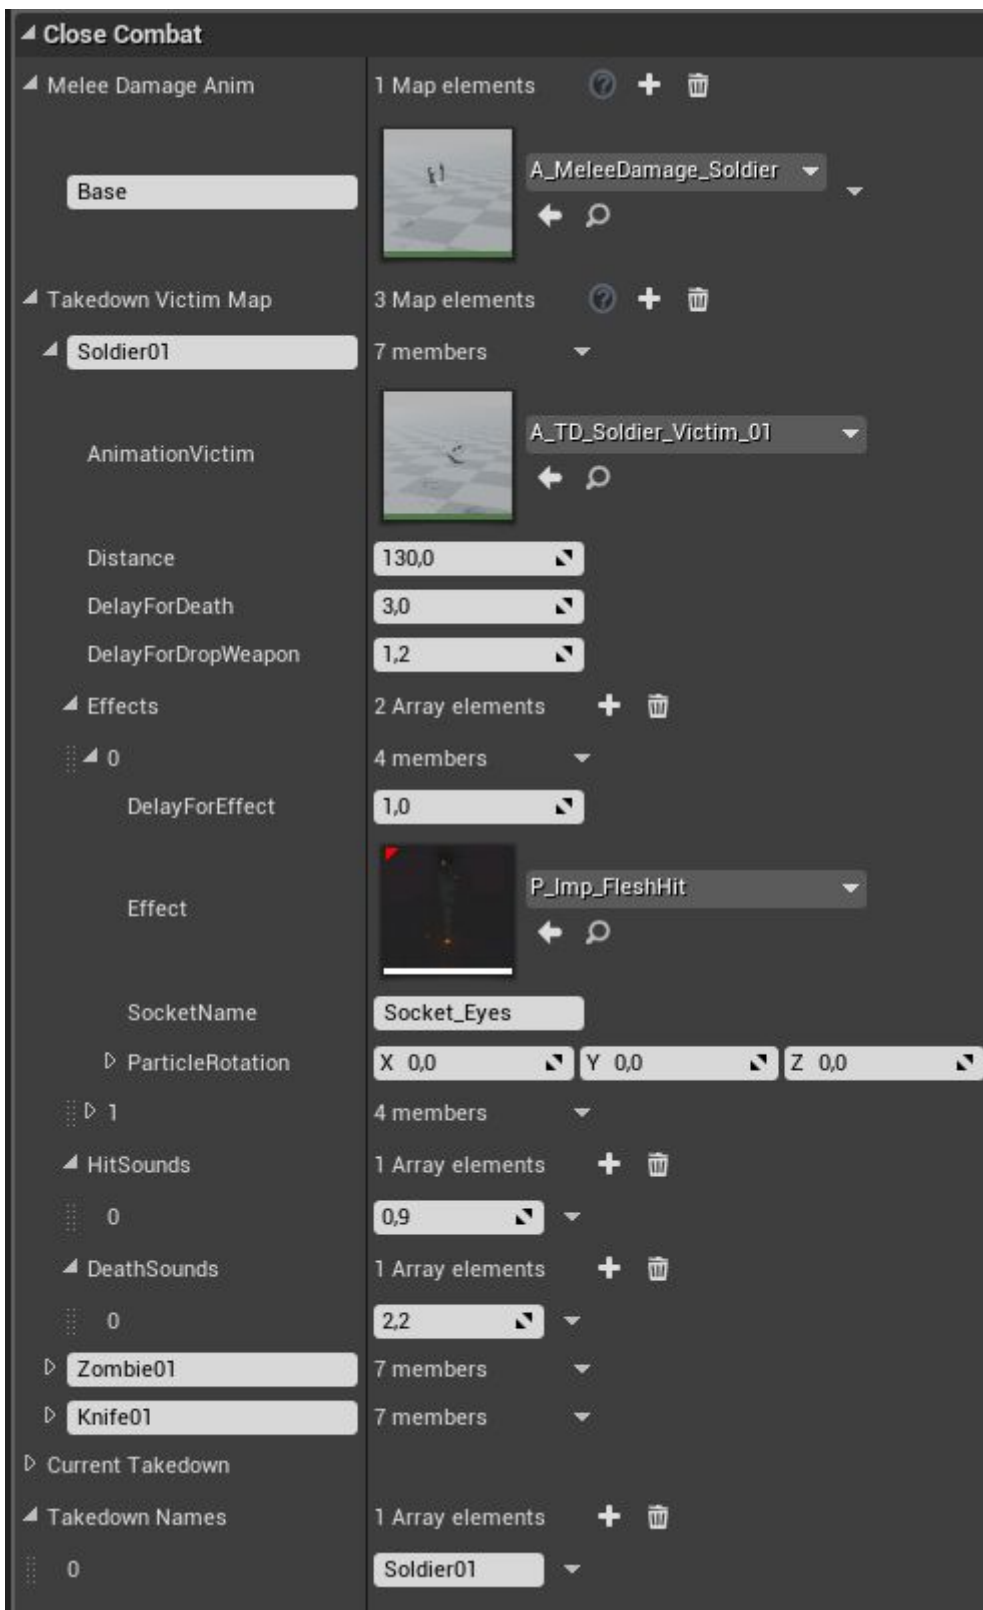 Close Combat
Melee Damage Anim 1 Map elements
Base A_MeleeDamage_Soldier
Takedown Victim Map 3 Map elements
Soldier01 7 members
AnimationVictim A_TD_Soldier_Victim_01
Distance 130,0
DelayForDeath 3,0
DelayForDropWeapon 1,2
Effects 2 Array elements
0 4 members
DelayForEffect 1,0
Effect P_Imp_FleshHit
SocketName Socket_Eyes
ParticleRotation X 0,0 Y 0,0 Z 0,0
1 4 members
HitSounds 1 Array elements
0 0,9
DeathSounds 1 Array elements
0 2,2
Zombie01 7 members
Knife01 7 members
Current Takedown
Takedown Names 1 Array elements
0 Soldier01